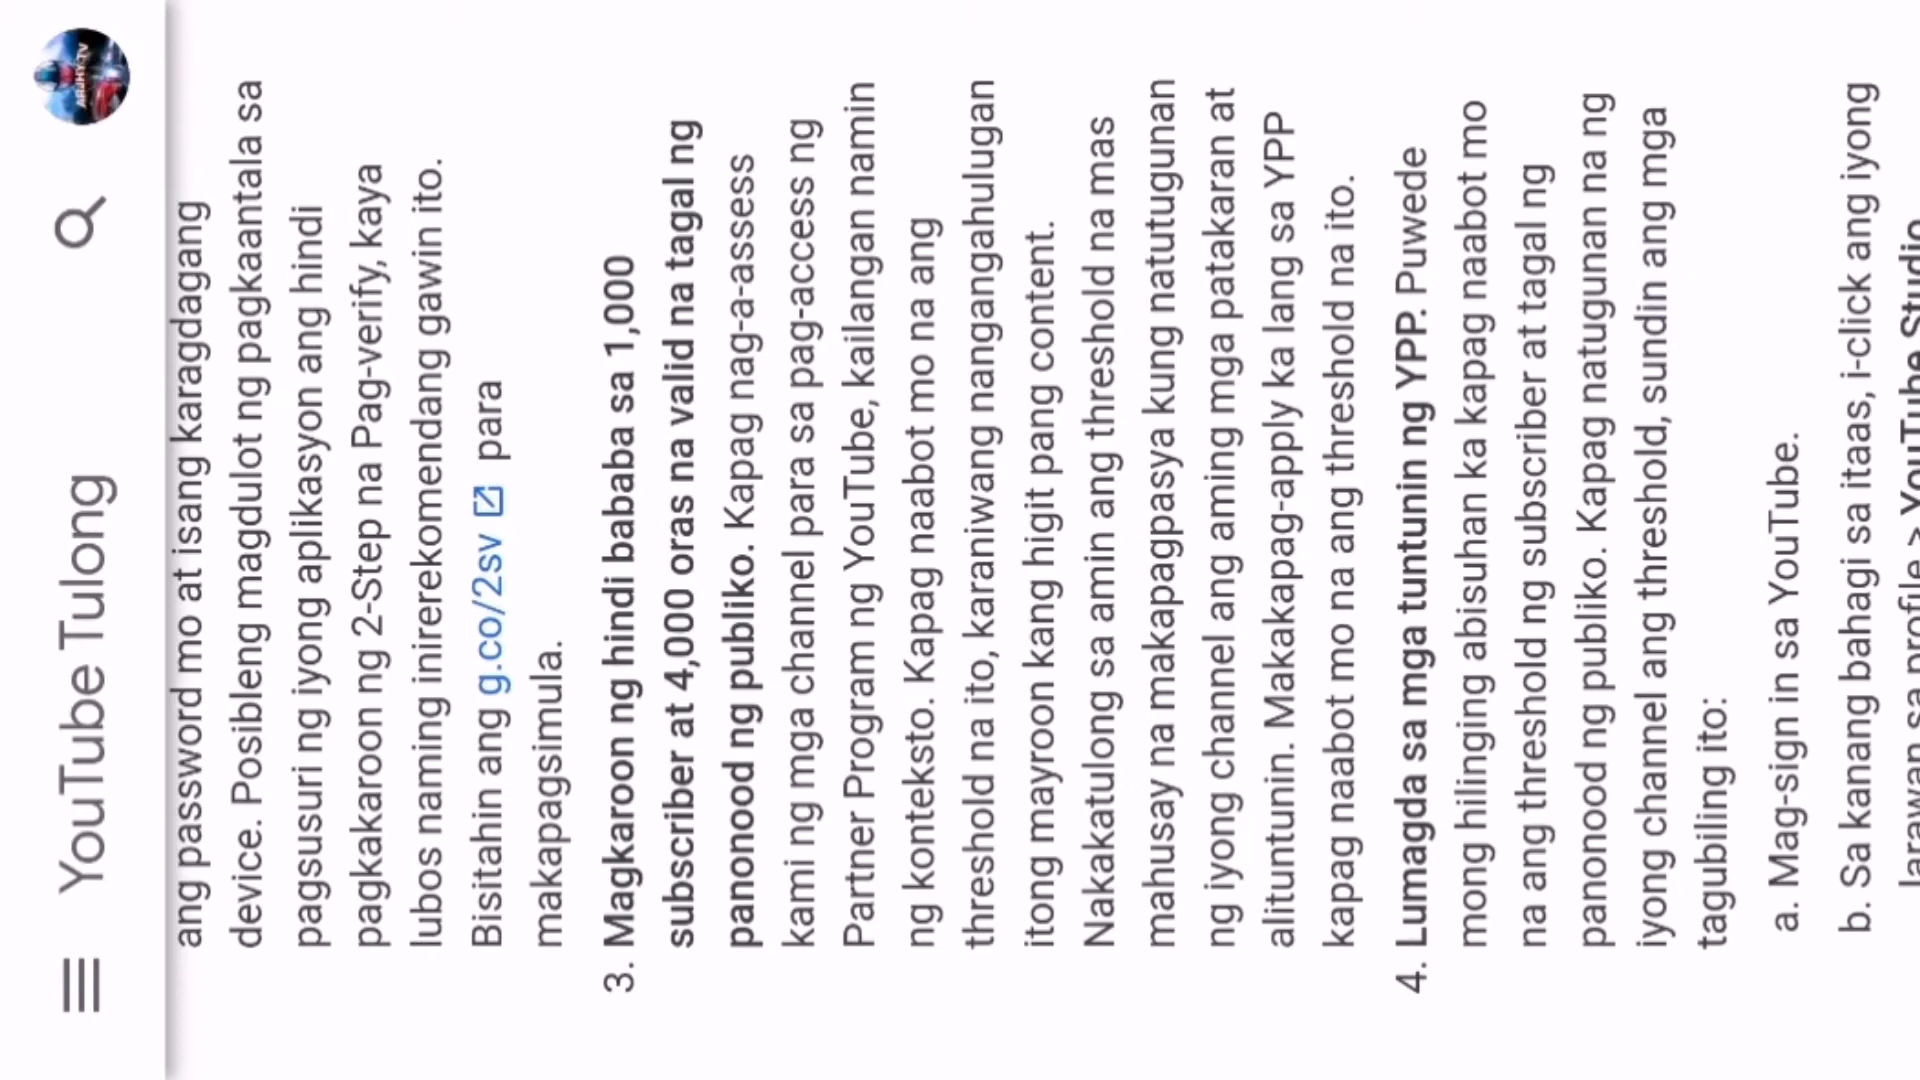 YouTube Tulong
ARJHY TV
ang password mo at isang karagdagang
device. Posibleng magdulot ng pagkaantala sa
pagsusuri ng iyong aplikasyon ang hindi
pagkakaroon ng 2-Step na Pag-verify, kaya
lubos naming inirerekomendang gawin ito.
Bisitahin ang g.co/2sv para
makapagsimula.
3. Magkaroon ng hindi bababa sa 1,000
subscriber at 4,000 oras na valid na tagal ng
panonood ng publiko. Kapag nag-a-assess
kami ng mga channel para sa pag-access ng
Partner Program ng YouTube, kailangan namin
ng konteksto. Kapag naabot mo na ang
threshold na ito, karaniwang nangangahulugan
itong mayroon kang higit pang content.
Nakakatulong sa amin ang threshold na mas
mahusay na makapagpasya kung natutugunan
ng iyong channel ang aming mga patakaran at
alituntunin. Makakapag-apply ka lang sa YPP
kapag naabot mo na ang threshold na ito.
4. Lumagda sa mga tuntunin ng YPP. Puwede
mong hilinging abisuhan ka kapag naabot mo
na ang threshold ng subscriber at tagal ng
panonood ng publiko. Kapag natugunan na ng
iyong channel ang threshold, sundin ang mga
tagubiling ito:
a. Mag-sign in sa YouTube.
b. Sa kanang bahagi sa itaas, i-click ang iyong
larawan sa profile > YouTube Studio